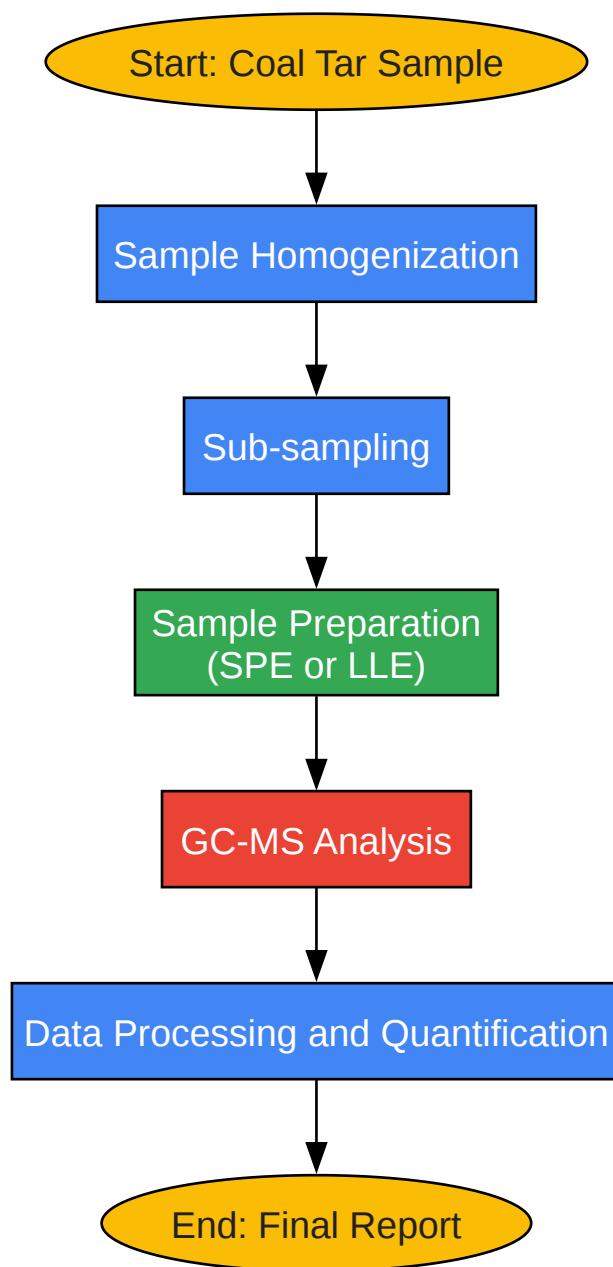 Start: Coal Tar Sample
Sample Homogenization
Sub-sampling
Sample Preparation
(SPE or LLE)
GC-MS Analysis
Data Processing and Quantification
End: Final Report